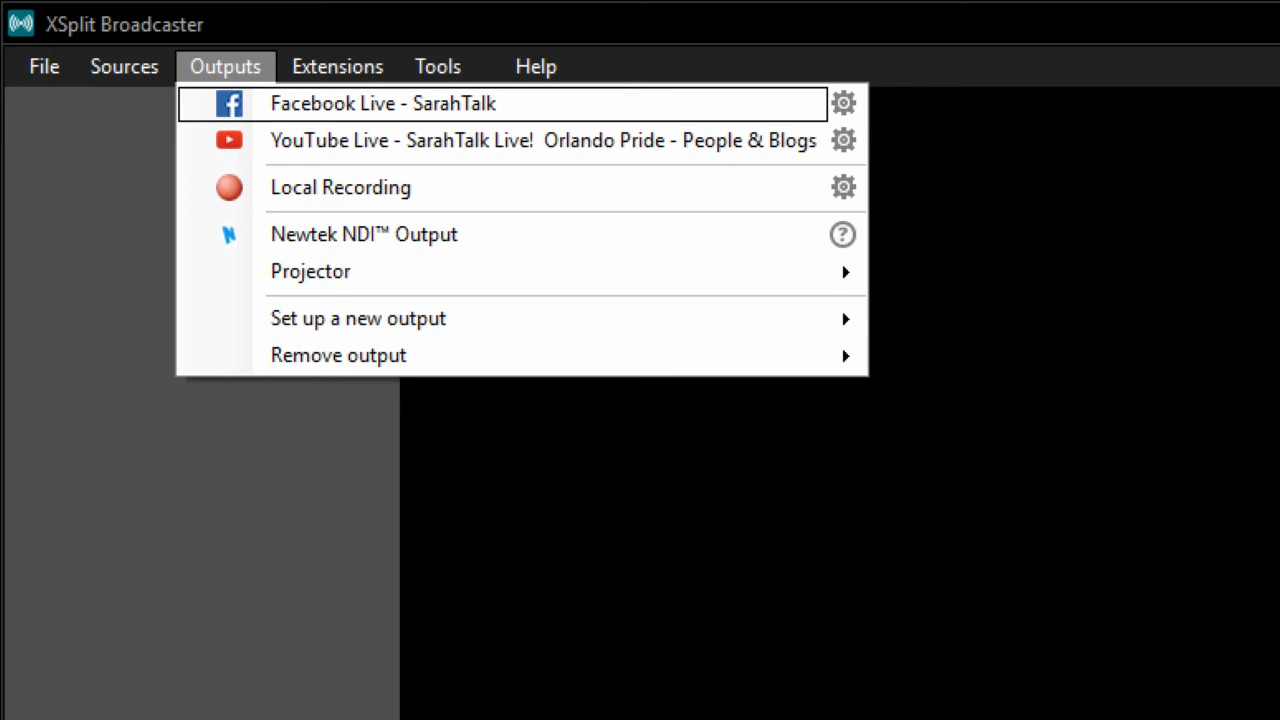 XSplit Broadcaster
File Sources Outputs Extensions Tools Help
Facebook Live - SarahTalk
YouTube Live - SarahTalk Live!  Orlando Pride - People & Blogs
Local Recording
Newtek NDI™ Output
?
Projector
Set up a new output
Remove output